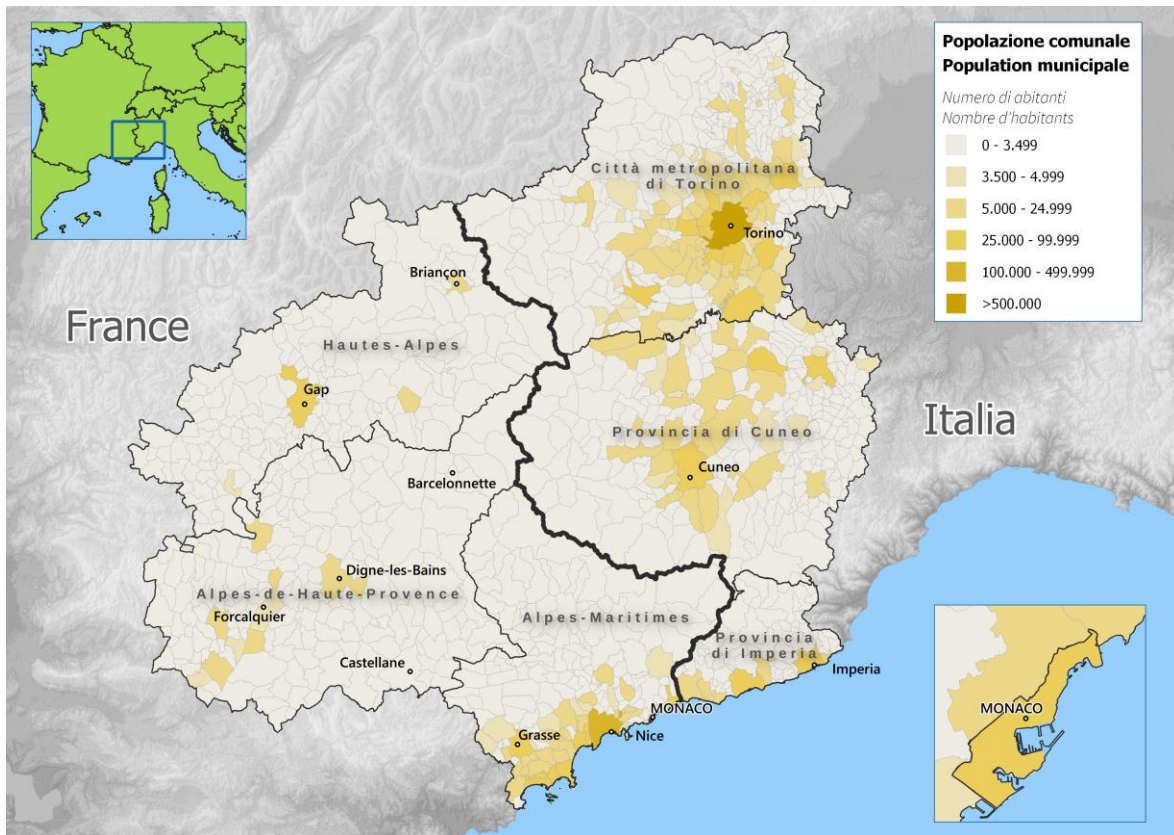 Popolazione comunale
Population municipale
Numero di abitanti
Nombre d'habitants
0 - 3.499
3.500 - 4.999
5.000 - 24.999
25.000 - 99.999
100.000 - 499.999
>500.000
Città metropolitana
di Torino
Torino
Briançon
France
Hautes-Alpes
Gap
Italia
Provincia di Cuneo
Cuneo
Barcelonnette
Digne-les-Bains
Alpes-de-Haute-Provence
Forcalquier
Alpes-Maritimes
Provincia
di Imperia
Castellane
Imperia
MONACO
Grasse
Nice
MONACO